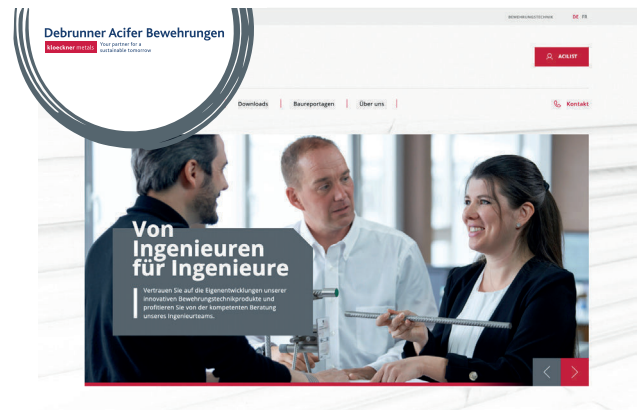 BEWEHRUNGSTECHNIK DE FR
Debrunner Acifer Bewehrungen
kloeckner metals Your partner for a
sustainable tomorrow
ACILIST
Downloads Baureportagen Über uns Kontakt
Von
Ingenieuren
für Ingenieure
Vertrauen Sie auf die Eigenentwicklungen unserer
innovativen Bewehrungstechnikprodukte und
profitieren Sie von der kompetenten Beratung
unseres Ingenieurteams.